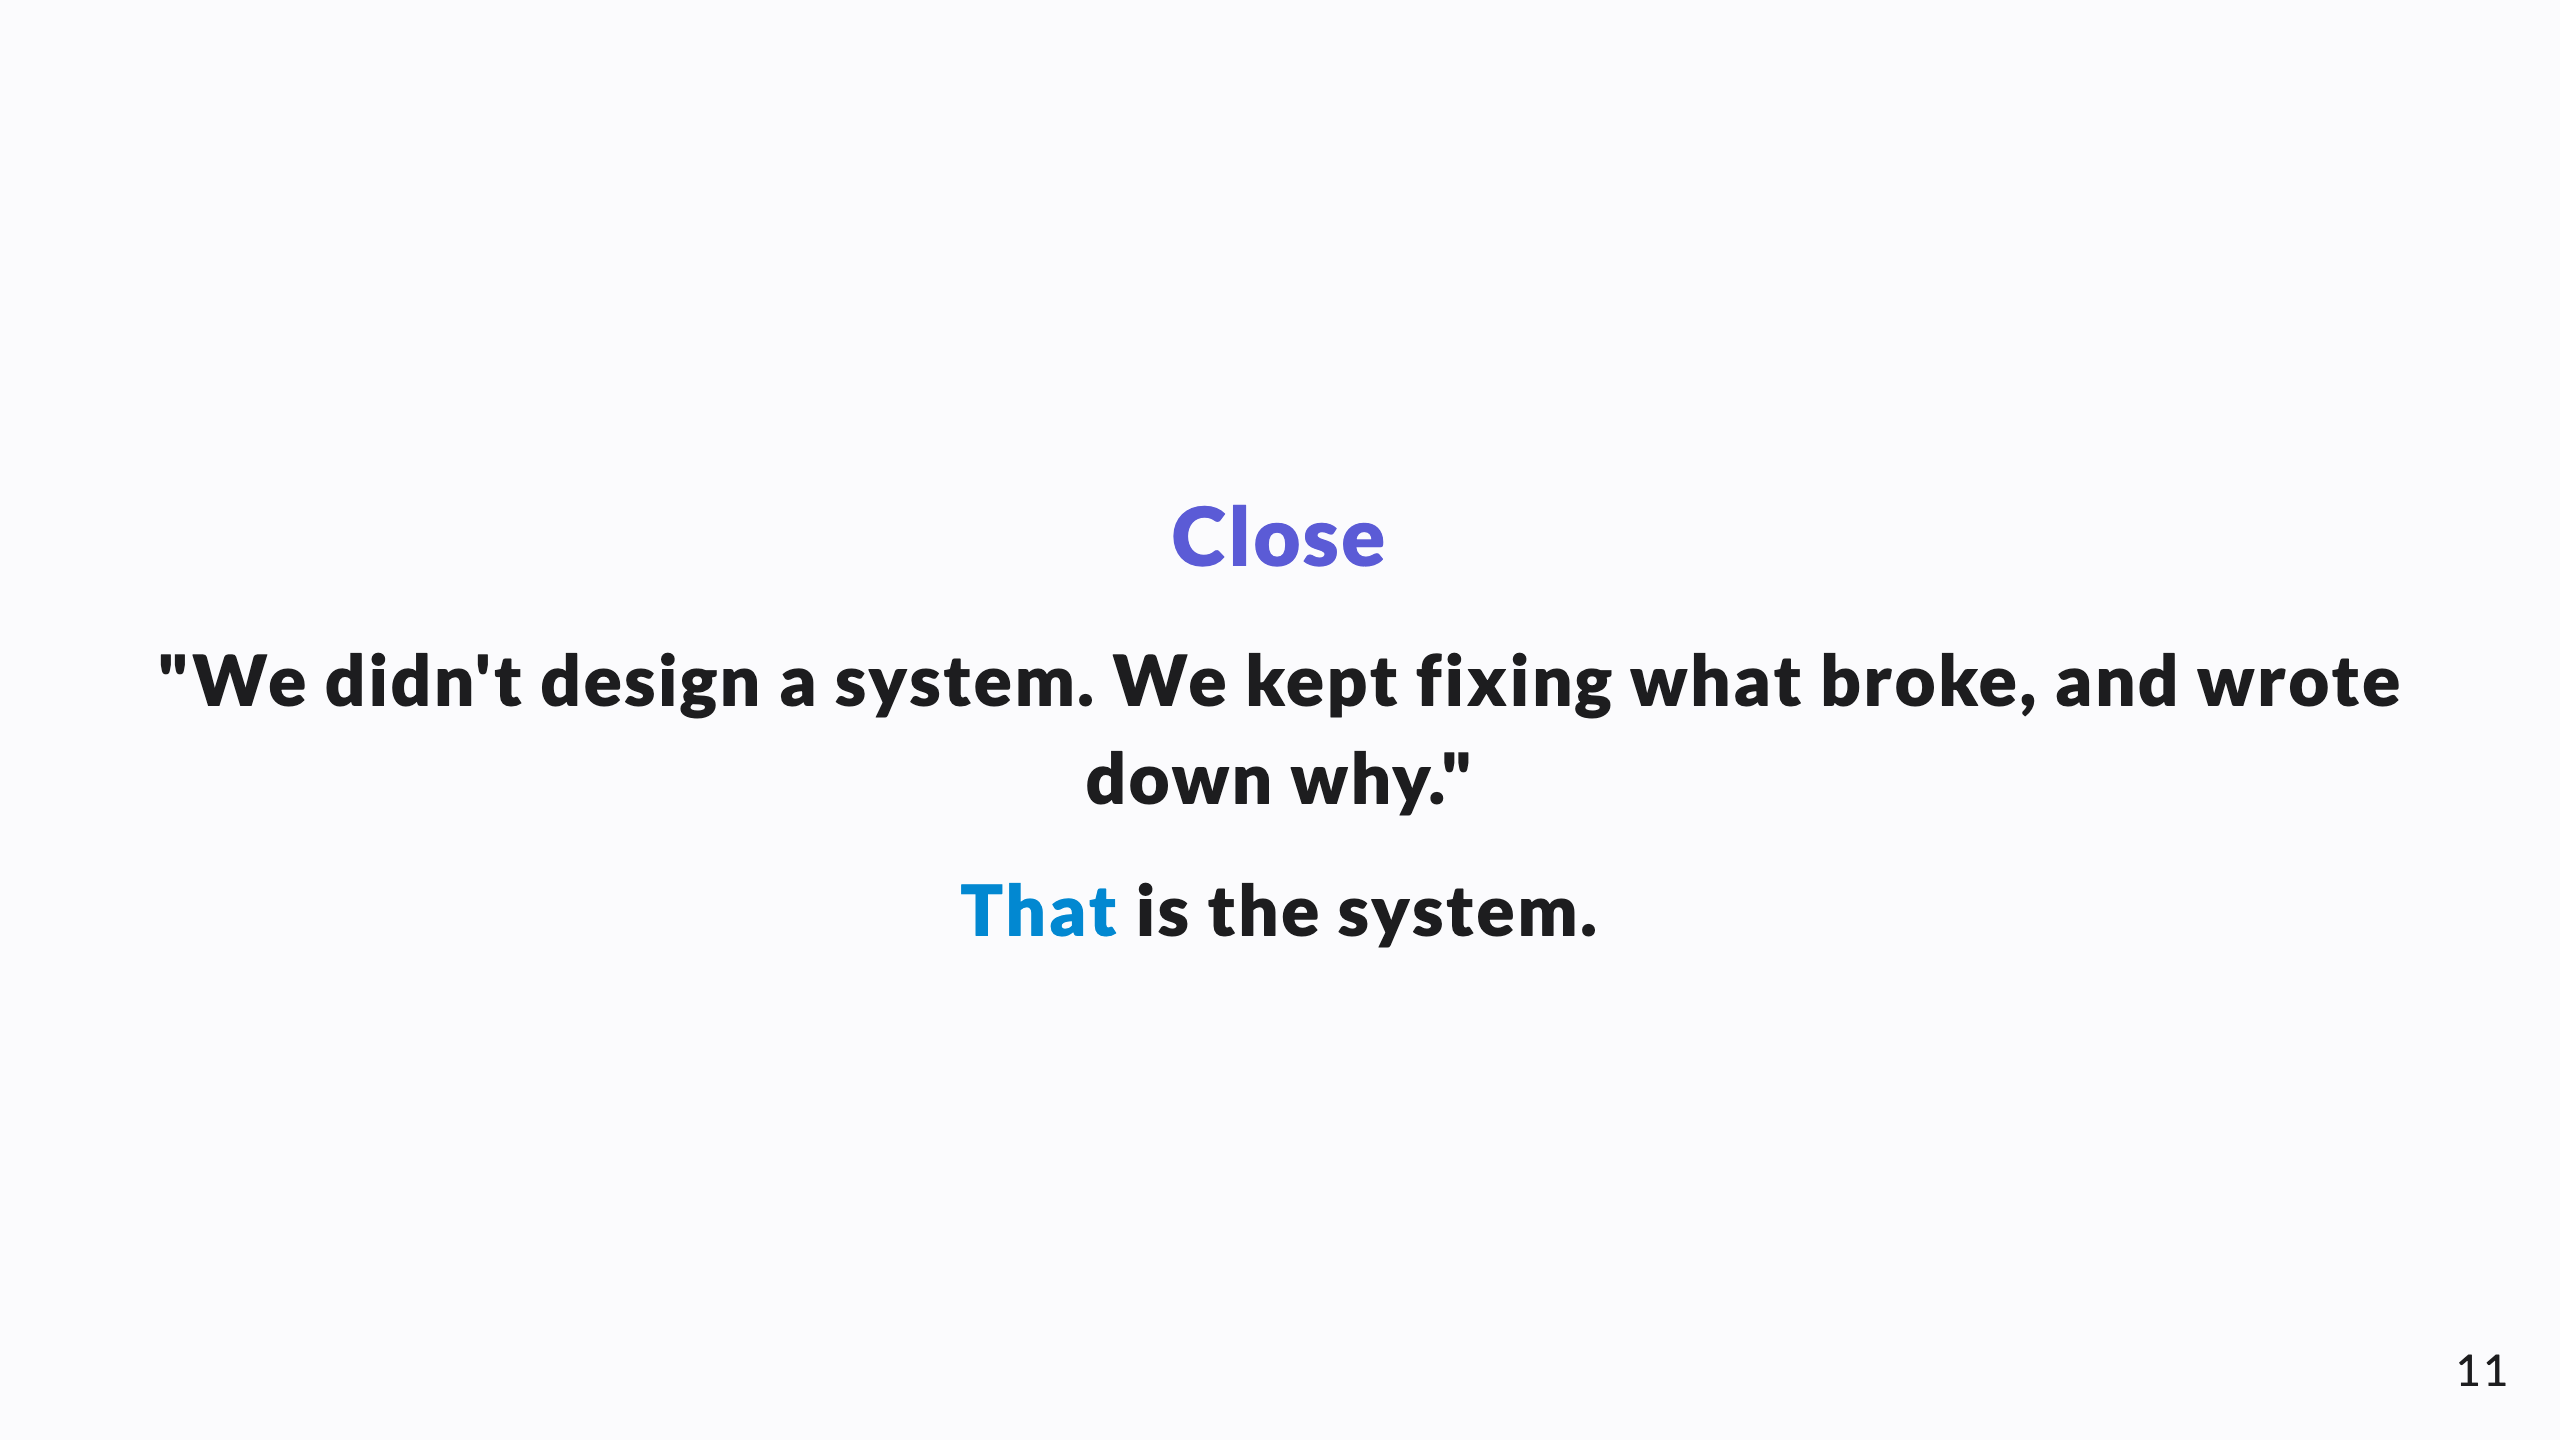 Close
"We didn't design a system. We kept fixing what broke, and wrote
down why."
That is the system.
11